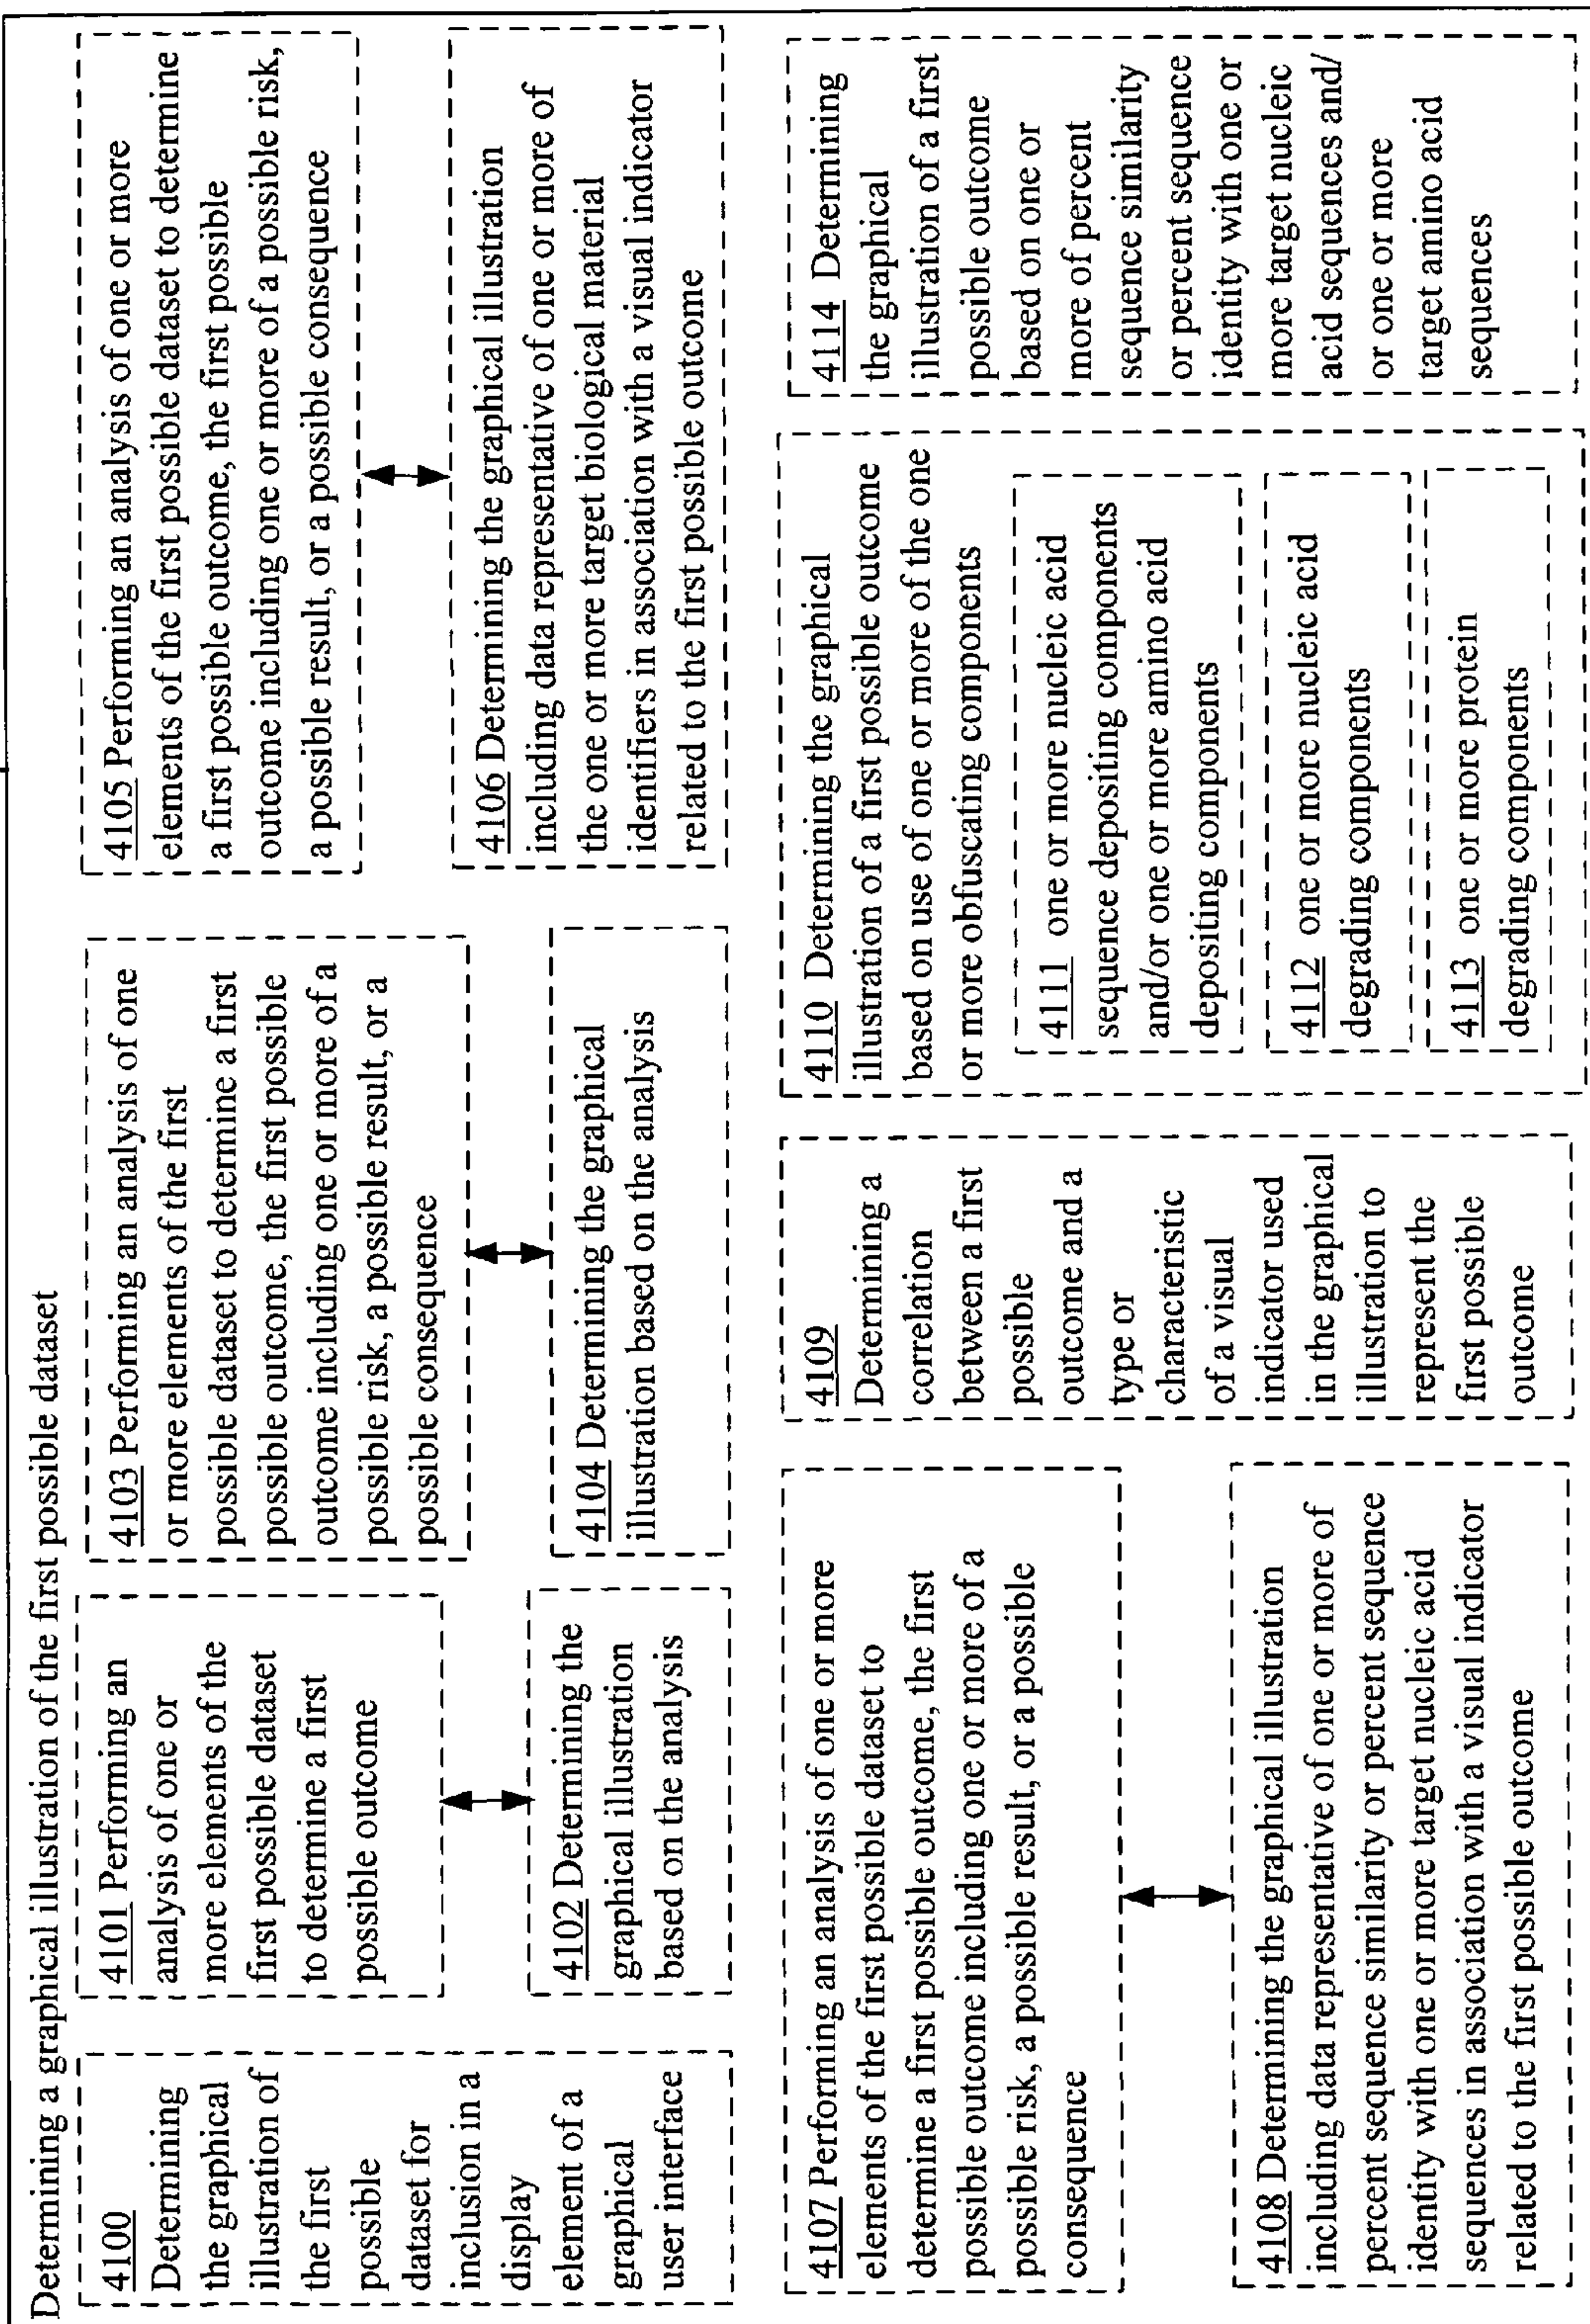 Determining a graphical illustration of the first possible dataset
4100
Determining
the graphical
illustration of
the first
possible
dataset for
inclusion in a
display
element of a
graphical
user interface
4101 Performing an
analysis of one or
more elements of the
first possible dataset
to determine a first
possible outcome
4102 Determining the
graphical illustration
based on the analysis
4103 Performing an analysis of one
or more elements of the first
possible dataset to determine a first
possible outcome, the first possible
outcome including one or more of a
possible risk, a possible result, or a
possible consequence
4104 Determining the graphical
illustration based on the analysis
4105 Performing an analysis of one or more
elements of the first possible dataset to determine
a first possible outcome, the first possible
outcome including one or more of a possible risk,
a possible result, or a possible consequence
4106 Determining the graphical illustration
including data representative of one or more of
the one or more target biological material
identifiers in association with a visual indicator
related to the first possible outcome
4107 Performing an analysis of one or more
elements of the first possible dataset to
determine a first possible outcome, the first
possible outcome including one or more of a
possible risk, a possible result, or a possible
consequence
4108 Determining the graphical illustration
including data representative of one or more of
percent sequence similarity or percent sequence
identity with one or more target nucleic acid
sequences in association with a visual indicator
related to the first possible outcome
4109
Determining a
correlation
between a first
possible
outcome and a
type or
characteristic
of a visual
indicator used
in the graphical
illustration to
represent the
first possible
outcome
4110 Determining the graphical
illustration of a first possible outcome
based on use of one or more of the one
or more obfuscating components
4111 one or more nucleic acid
sequence depositing components
and/or one or more amino acid
depositing components
4112 one or more nucleic acid
degrading components
4113 one or more protein
degrading components
4114 Determining
the graphical
illustration of a first
possible outcome
based on one or
more of percent
sequence similarity
or percent sequence
identity with one or
more target nucleic
acid sequences and/
or one or more
target amino acid
sequences